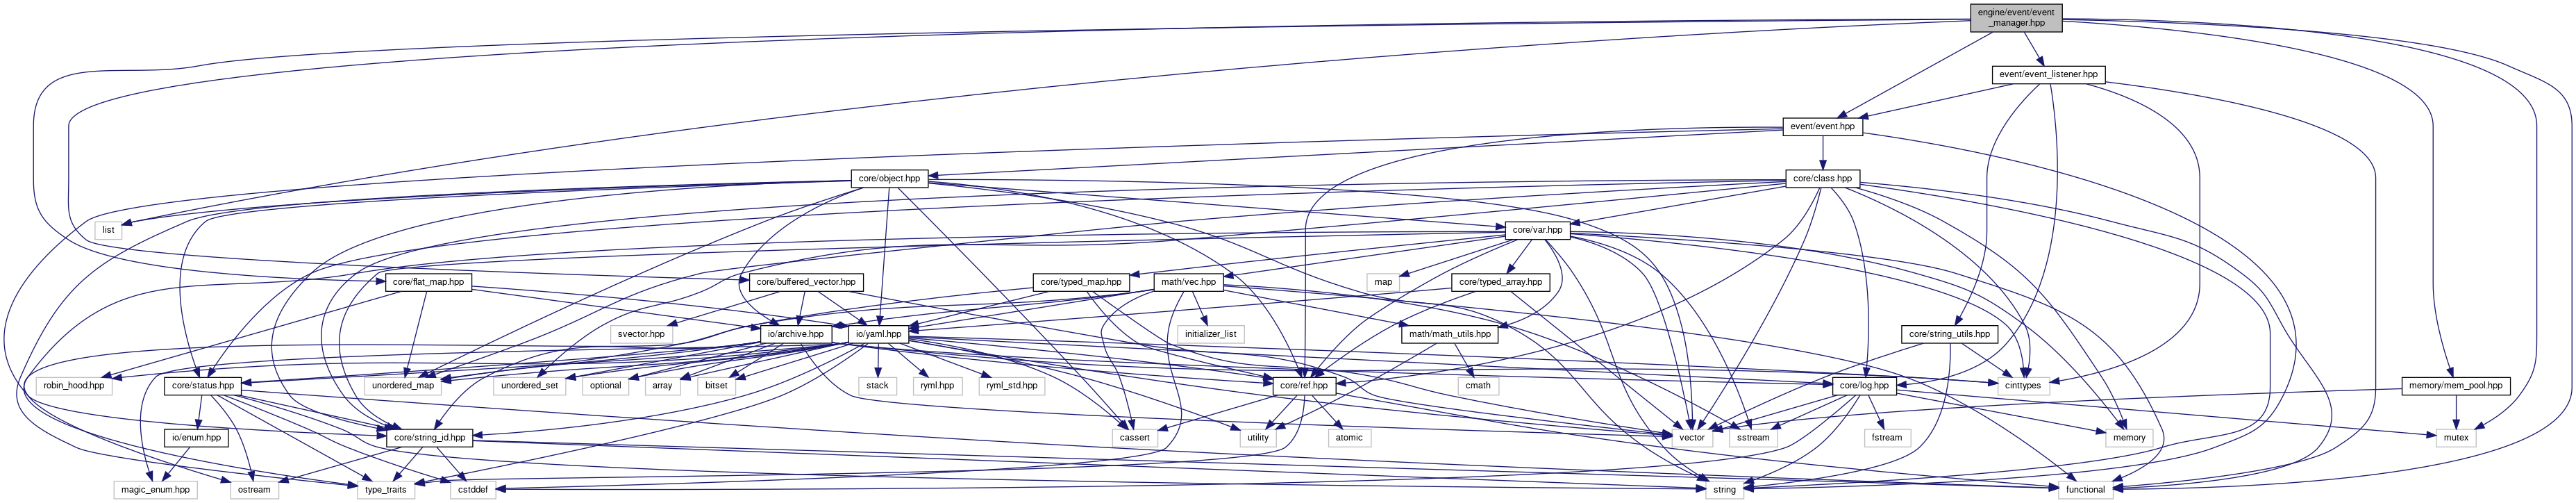 engine/event/event
_manager.hpp
event/event_listener.hpp
event/event.hpp
core/object.hpp
core/class.hpp
list
core/var.hpp
core/flat_map.hpp
core/buffered_vector.hpp
core/typed_map.hpp
math/vec.hpp
map
core/typed_array.hpp
svector.hpp
io/archive.hpp
io/yaml.hpp
initializer_list
math/math_utils.hpp
core/string_utils.hpp
robin_hood.hpp
core/status.hpp
unordered_map
unordered_set
optional
array
bitset
stack
ryml.hpp
ryml_std.hpp
core/ref.hpp
cmath
core/log.hpp
cinttypes
memory/mem_pool.hpp
io/enum.hpp
core/string_id.hpp
cassert
utility
atomic
vector
sstream
fstream
memory
mutex
magic_enum.hpp
ostream
type_traits
cstddef
string
functional